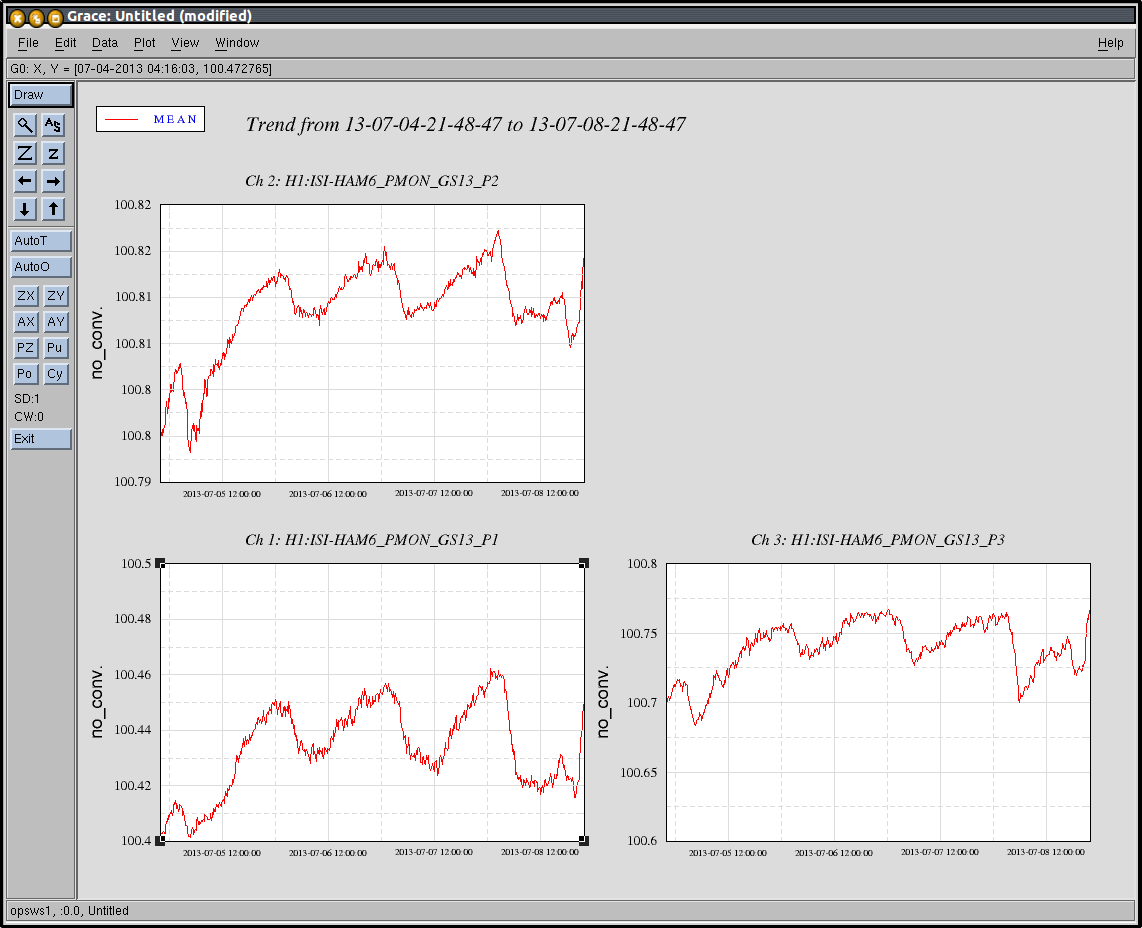 Grace: Untitled (modified)
File Edit Data Plot View Window Help
G0: X, Y = [07-04-2013 04:16:03, 100.472765]
Draw
AS
Z z
AutoT
AutoO
ZX ZY
AX AY
PZ Pu
Po Cy
SD:1
CW:0
Exit
MEAN
Trend from 13-07-04-21-48-47 to 13-07-08-21-48-47
Ch 2: H1:ISI-HAM6_PMON_GS13_P2
100.82
100.82
100.81
100.81
100.8
100.8
100.79
no_conv.
2013-07-05 12:00:00 2013-07-06 12:00:00 2013-07-07 12:00:00 2013-07-08 12:00:00
Ch 1: H1:ISI-HAM6_PMON_GS13_P1
100.5
100.48
100.46
100.44
100.42
100.4
no_conv.
2013-07-05 12:00:00 2013-07-06 12:00:00 2013-07-07 12:00:00 2013-07-08 12:00:00
Ch 3: H1:ISI-HAM6_PMON_GS13_P3
100.8
100.75
100.7
100.65
100.6
no_conv.
2013-07-05 12:00:00 2013-07-06 12:00:00 2013-07-07 12:00:00 2013-07-08 12:00:00
opsws1, :0.0, Untitled